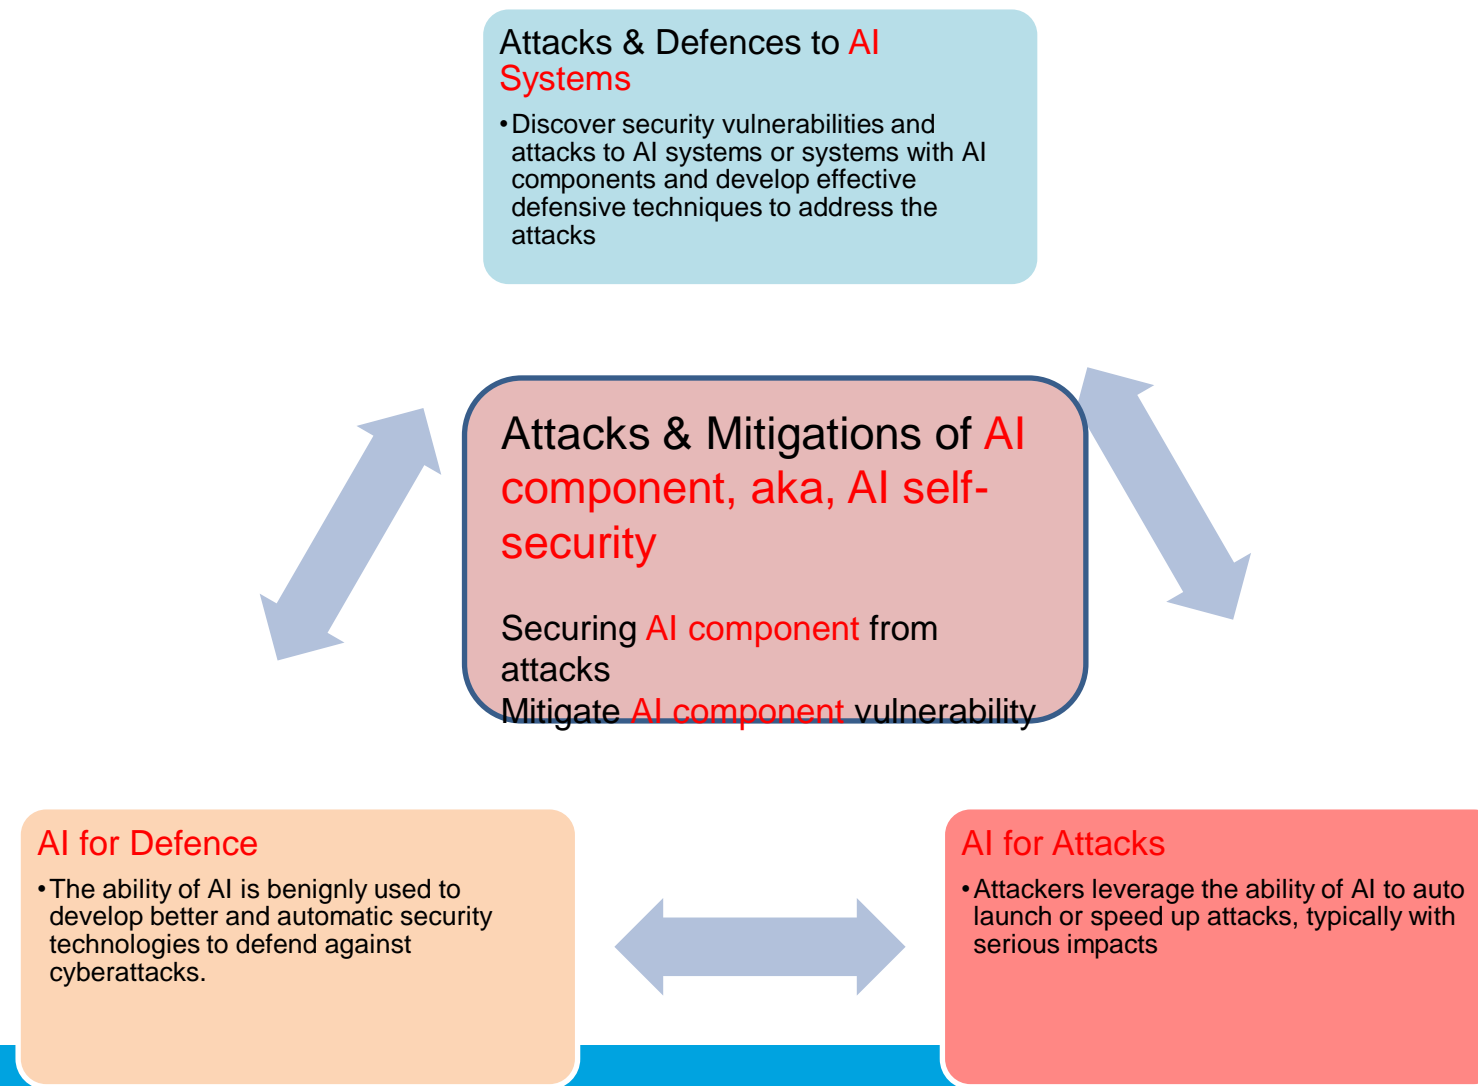 Attacks & Defences to AI
Systems
•Discover security vulnerabilities and
attacks to AI systems or systems with AI
components and develop effective
defensive techniques to address the
attacks
Attacks & Mitigations of AI
component, aka, AI self-
security
Securing AI component from
attacks
Mitigate AI component vulnerability
AI for Defence
•The ability of AI is benignly used to
develop better and automatic security
technologies to defend against
cyberattacks.
AI for Attacks
•Attackers leverage the ability of AI to auto
launch or speed up attacks, typically with
serious impacts